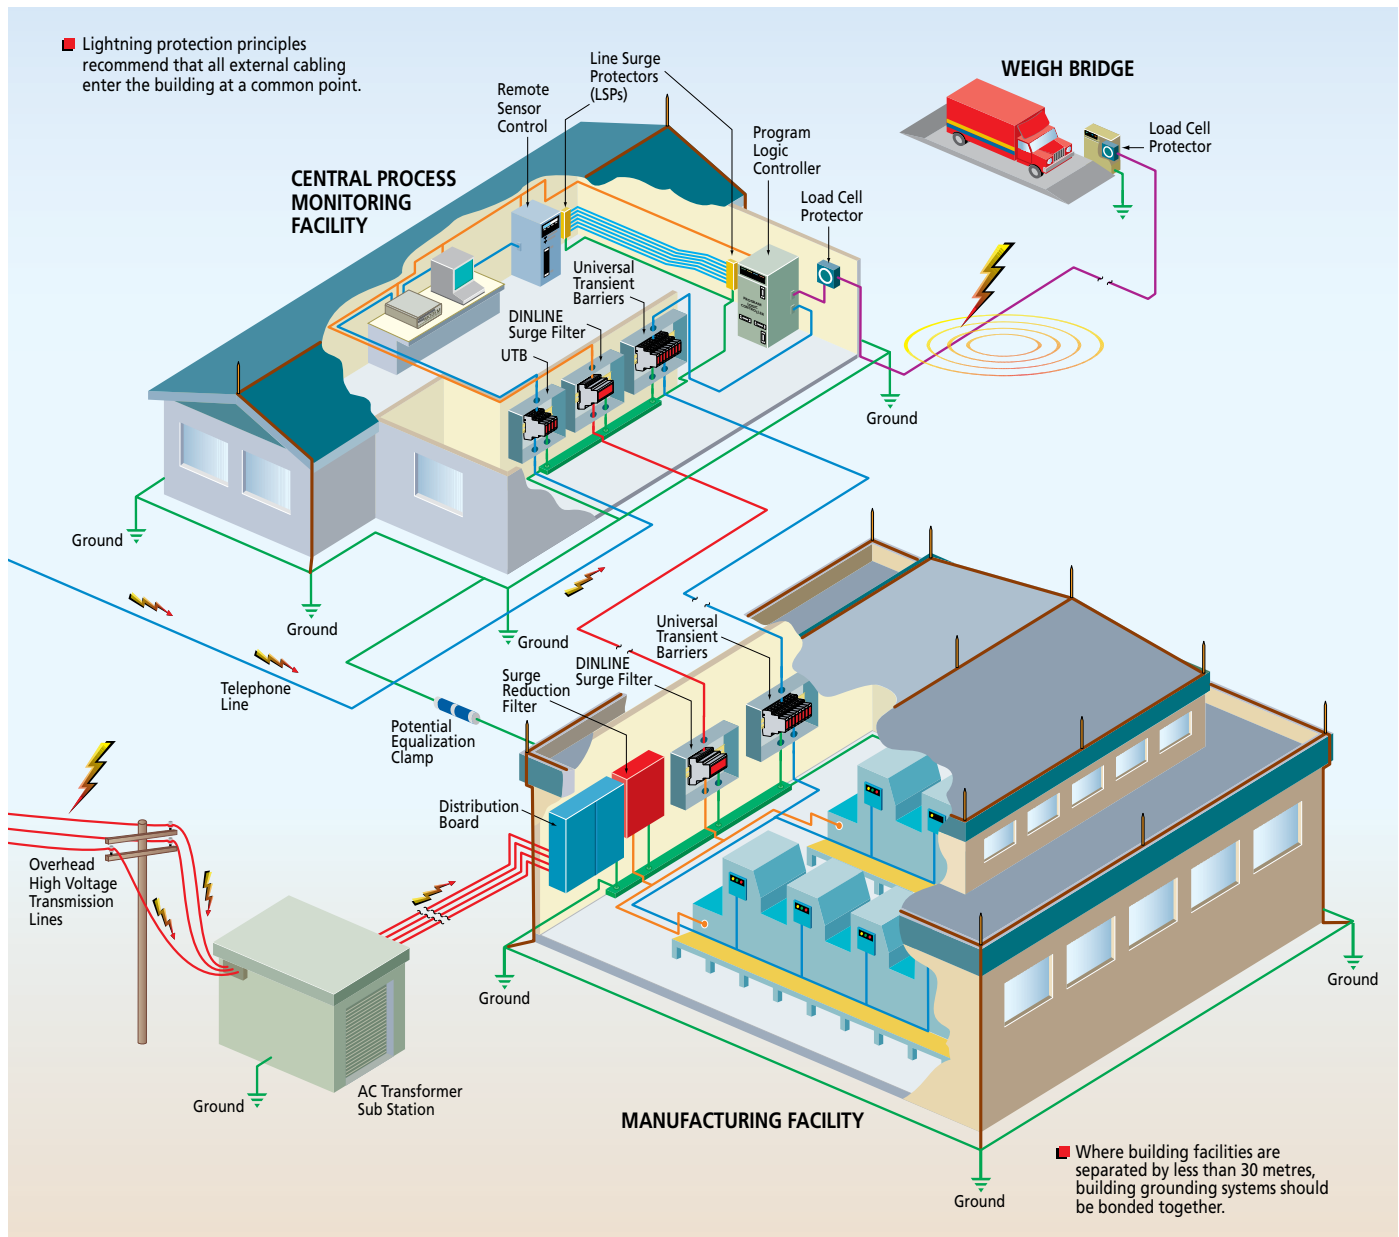 Lightning protection principles
recommend that all external cabling
enter the building at a common point.
Line Surge
Protectors
(LSPs)
Remote
Sensor
Control
WEIGH BRIDGE
Program
Logic
Controller
Load Cell
Protector
CENTRAL PROCESS
MONITORING
FACILITY
Load Cell
Protector
Universal
Transient
Barriers
DINLINE
Surge Filter
UTB
PROGRAM
LOGIC
CONTROLLER
Ground
Ground
Ground
Ground
Universal
Transient
Barriers
DINLINE
Surge Filter
Surge
Reduction
Filter
Telephone
Line
Potential
Equalization
Clamp
Distribution
Board
Overhead
High Voltage
Transmission
Lines
Ground
Ground
AC Transformer
Sub Station
Ground
MANUFACTURING FACILITY
Where building facilities are
separated by less than 30 metres,
building grounding systems should
be bonded together.
Ground